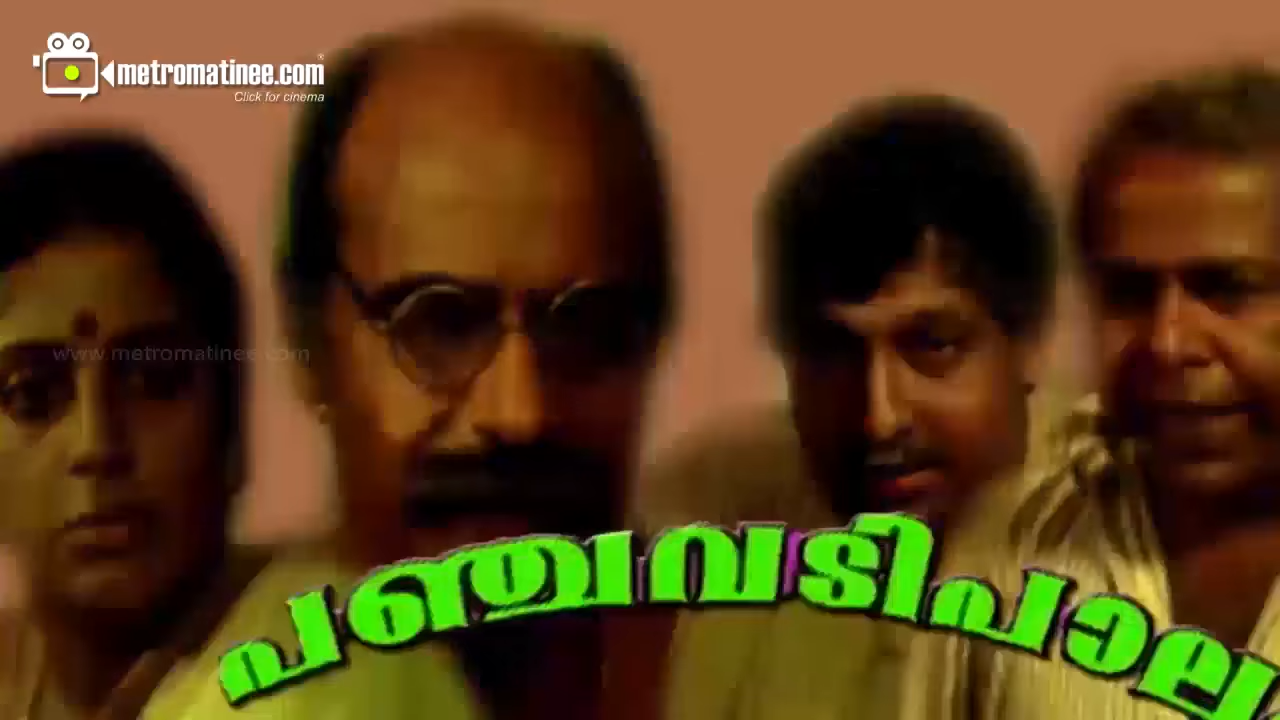 metromatinee.com
Click for cinema
www.metromatinee.com
പഞ്ചവടിപാല